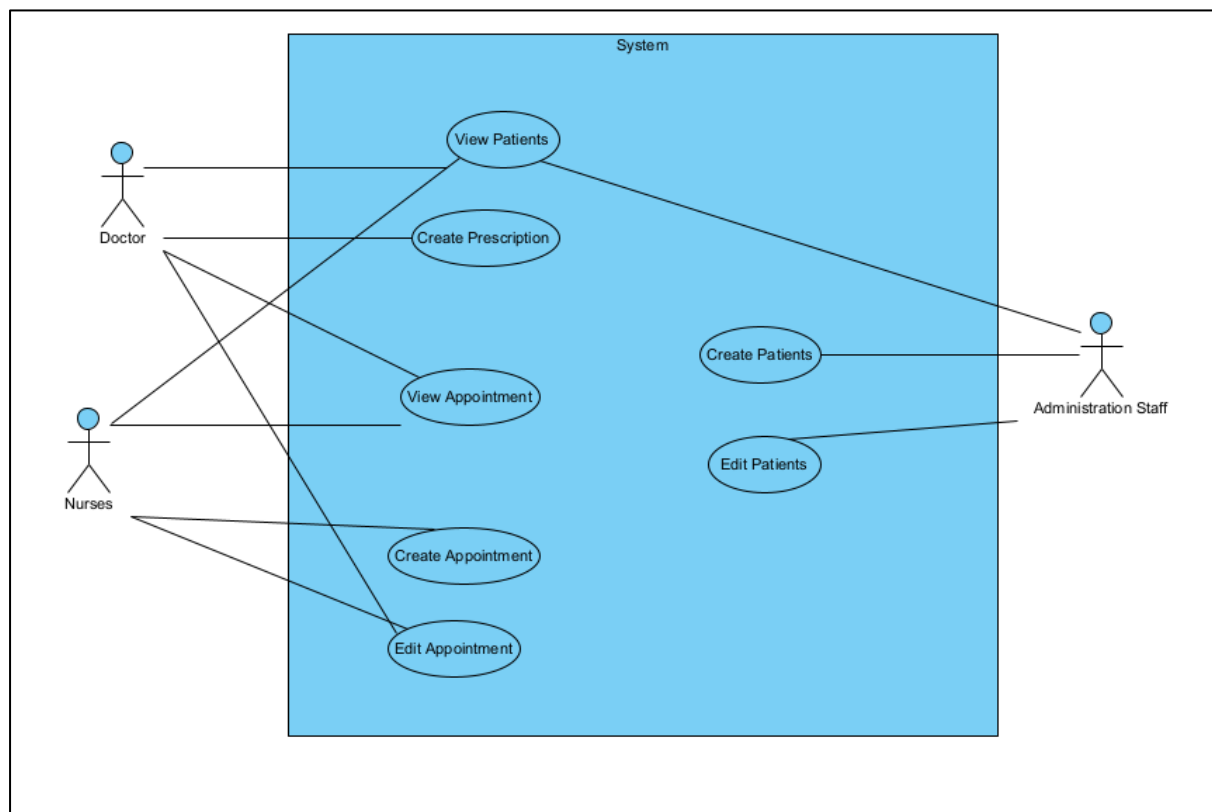 System
View Patients
Doctor
Create Prescription
Create Patients
View Appointment
Administration Staff
Edit Patients
Nurses
Create Appointment
Edit Appointment